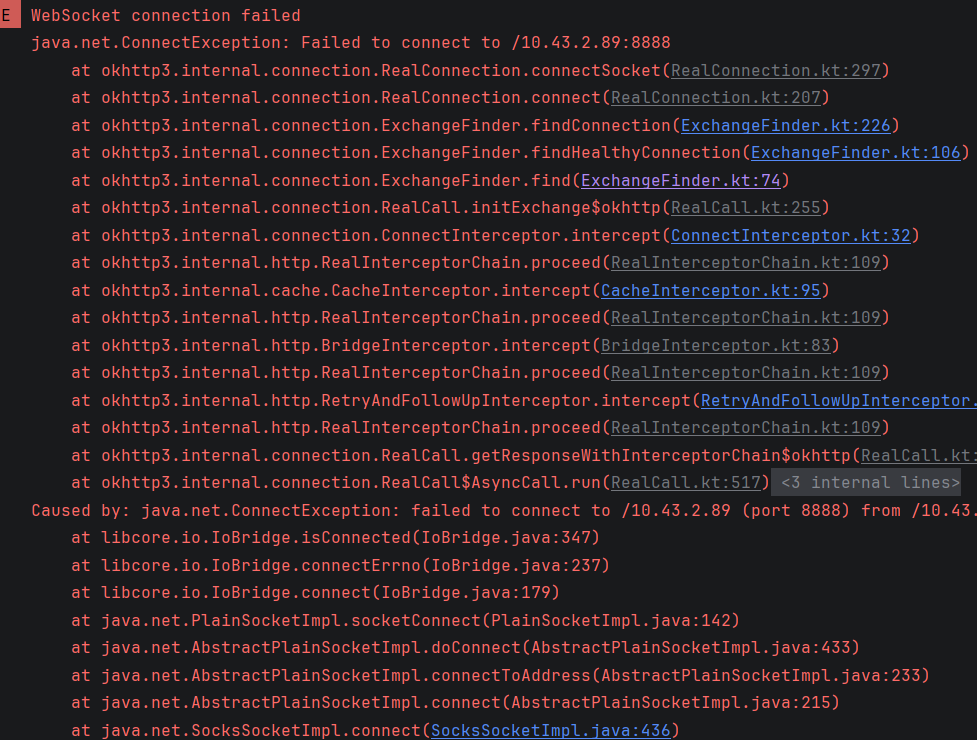 E WebSocket connection failed
java.net.ConnectException: Failed to connect to /10.43.2.89:8888
at okhttp3.internal.connection.RealConnection.connectSocket(RealConnection.kt:297)
at okhttp3.internal.connection.RealConnection.connect(RealConnection.kt:207)
at okhttp3.internal.connection.ExchangeFinder.findConnection(ExchangeFinder.kt:226)
at okhttp3.internal.connection.ExchangeFinder.findHealthyConnection(ExchangeFinder.kt:106)
at okhttp3.internal.connection.ExchangeFinder.find(ExchangeFinder.kt:74)
at okhttp3.internal.connection.RealCall.initExchange$okhttp(RealCall.kt:255)
at okhttp3.internal.connection.ConnectInterceptor.intercept(ConnectInterceptor.kt:32)
at okhttp3.internal.http.RealInterceptorChain.proceed(RealInterceptorChain.kt:109)
at okhttp3.internal.cache.CacheInterceptor.intercept(CacheInterceptor.kt:95)
at okhttp3.internal.http.RealInterceptorChain.proceed(RealInterceptorChain.kt:109)
at okhttp3.internal.http.BridgeInterceptor.intercept(BridgeInterceptor.kt:83)
at okhttp3.internal.http.RealInterceptorChain.proceed(RealInterceptorChain.kt:109)
at okhttp3.internal.http.RetryAndFollowUpInterceptor.intercept(RetryAndFollowUpInterceptor.
at okhttp3.internal.http.RealInterceptorChain.proceed(RealInterceptorChain.kt:109)
at okhttp3.internal.connection.RealCall.getResponseWithInterceptorChain$okhttp(RealCall.kt:
at okhttp3.internal.connection.RealCall$AsyncCall.run(RealCall.kt:517) <3 internal lines>
Caused by: java.net.ConnectException: failed to connect to /10.43.2.89 (port 8888) from /10.43.
at libcore.io.IoBridge.isConnected(IoBridge.java:347)
at libcore.io.IoBridge.connectErrno(IoBridge.java:237)
at libcore.io.IoBridge.connect(IoBridge.java:179)
at java.net.PlainSocketImpl.socketConnect(PlainSocketImpl.java:142)
at java.net.AbstractPlainSocketImpl.doConnect(AbstractPlainSocketImpl.java:433)
at java.net.AbstractPlainSocketImpl.connectToAddress(AbstractPlainSocketImpl.java:233)
at java.net.AbstractPlainSocketImpl.connect(AbstractPlainSocketImpl.java:215)
at java.net.SocksSocketImpl.connect(SocksSocketImpl.java:436)